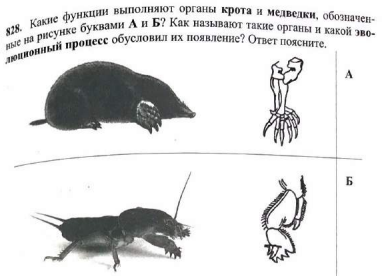 828. Какие функции выполняют органы крота и медведки, обозначен-
ные на рисунке буквами А и Б? Как называют такие органы и какой эво-
люционный процесс обусловил их появление? Ответ поясните.
А
Б